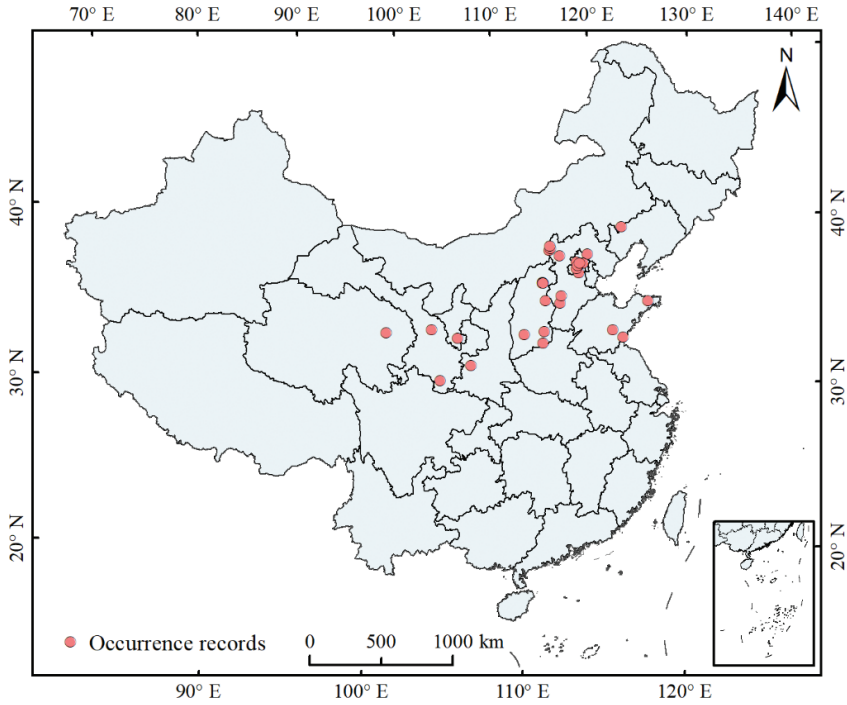 70° E 80° E 90° E 100° E 110° E 120° E 130° E 140° E
N
40° N 40° N
30° N 30° N
20° N 20° N
Occurrence records 0 500 1000 km
90° E 100° E 110° E 120° E